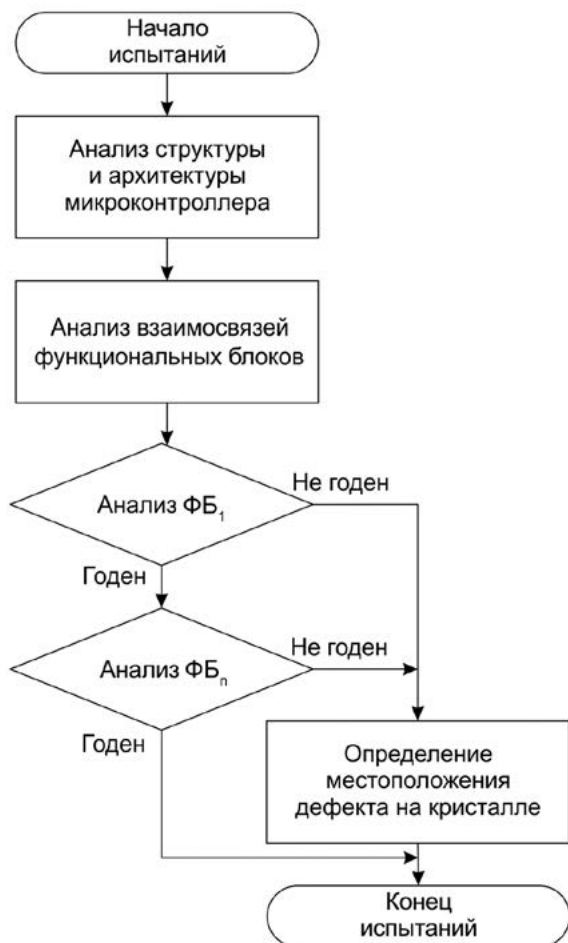 Начало
испытаний
Анализ структуры
и архитектуры
микроконтроллера
Анализ взаимосвязей
функциональных блоков
Анализ ФБ₁
Не годен
Годен
Анализ ФБₙ
Не годен
Годен
Определение
местоположения
дефекта на кристалле
Конец
испытаний